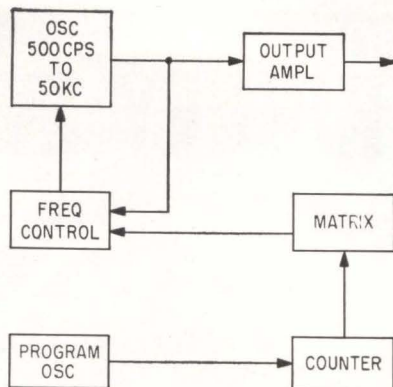 OSC
500 CPS
TO
50 KC
OUTPUT
AMPL
FREQ
CONTROL
MATRIX
PROGRAM
OSC
COUNTER